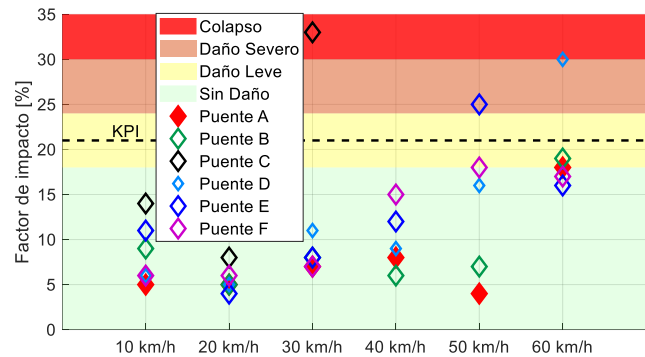 Factor de impacto [%]
35
30
25
20
15
10
5
0
KPI
Colapso
Daño Severo
Daño Leve
Sin Daño
Puente A
Puente B
Puente C
Puente D
Puente E
Puente F
10 km/h 20 km/h 30 km/h 40 km/h 50 km/h 60 km/h